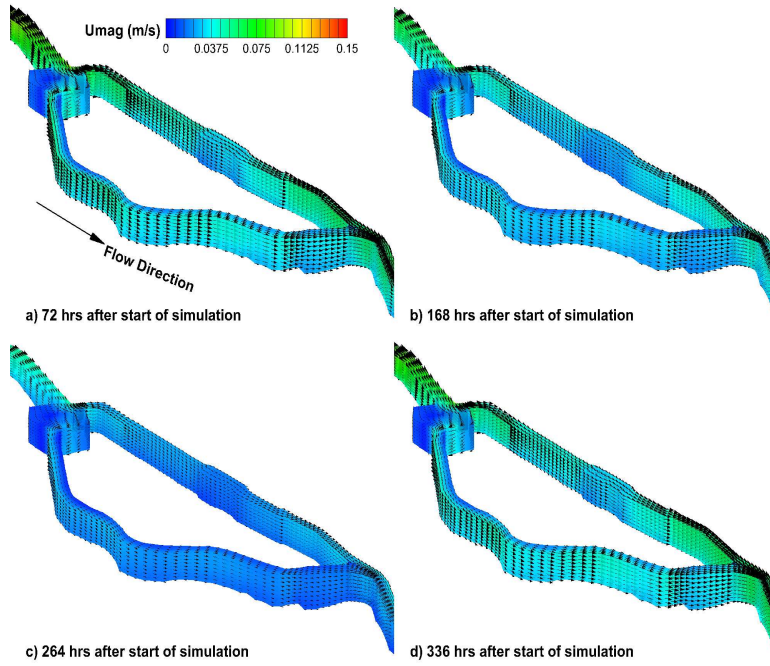 Umag (m/s)
0 0.0375 0.075 0.1125 0.15
Flow Direction
a) 72 hrs after start of simulation
b) 168 hrs after start of simulation
c) 264 hrs after start of simulation
d) 336 hrs after start of simulation